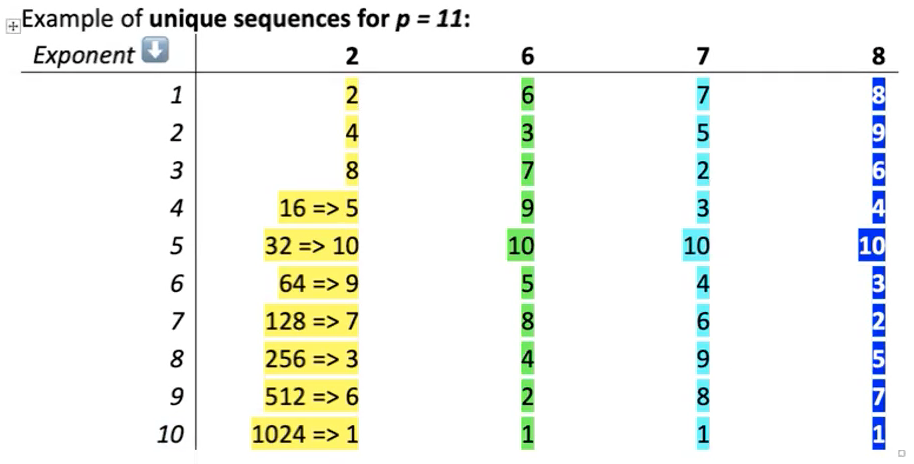 Example of unique sequences for p = 11:
Exponent ⬇ 2 6 7 8
1 2 6 7 8
2 4 3 5 9
3 8 7 2 6
4 16 => 5 9 3 4
5 32 => 10 10 10 10
6 64 => 9 5 4 3
7 128 => 7 8 6 2
8 256 => 3 4 9 5
9 512 => 6 2 8 7
10 1024 => 1 1 1 1